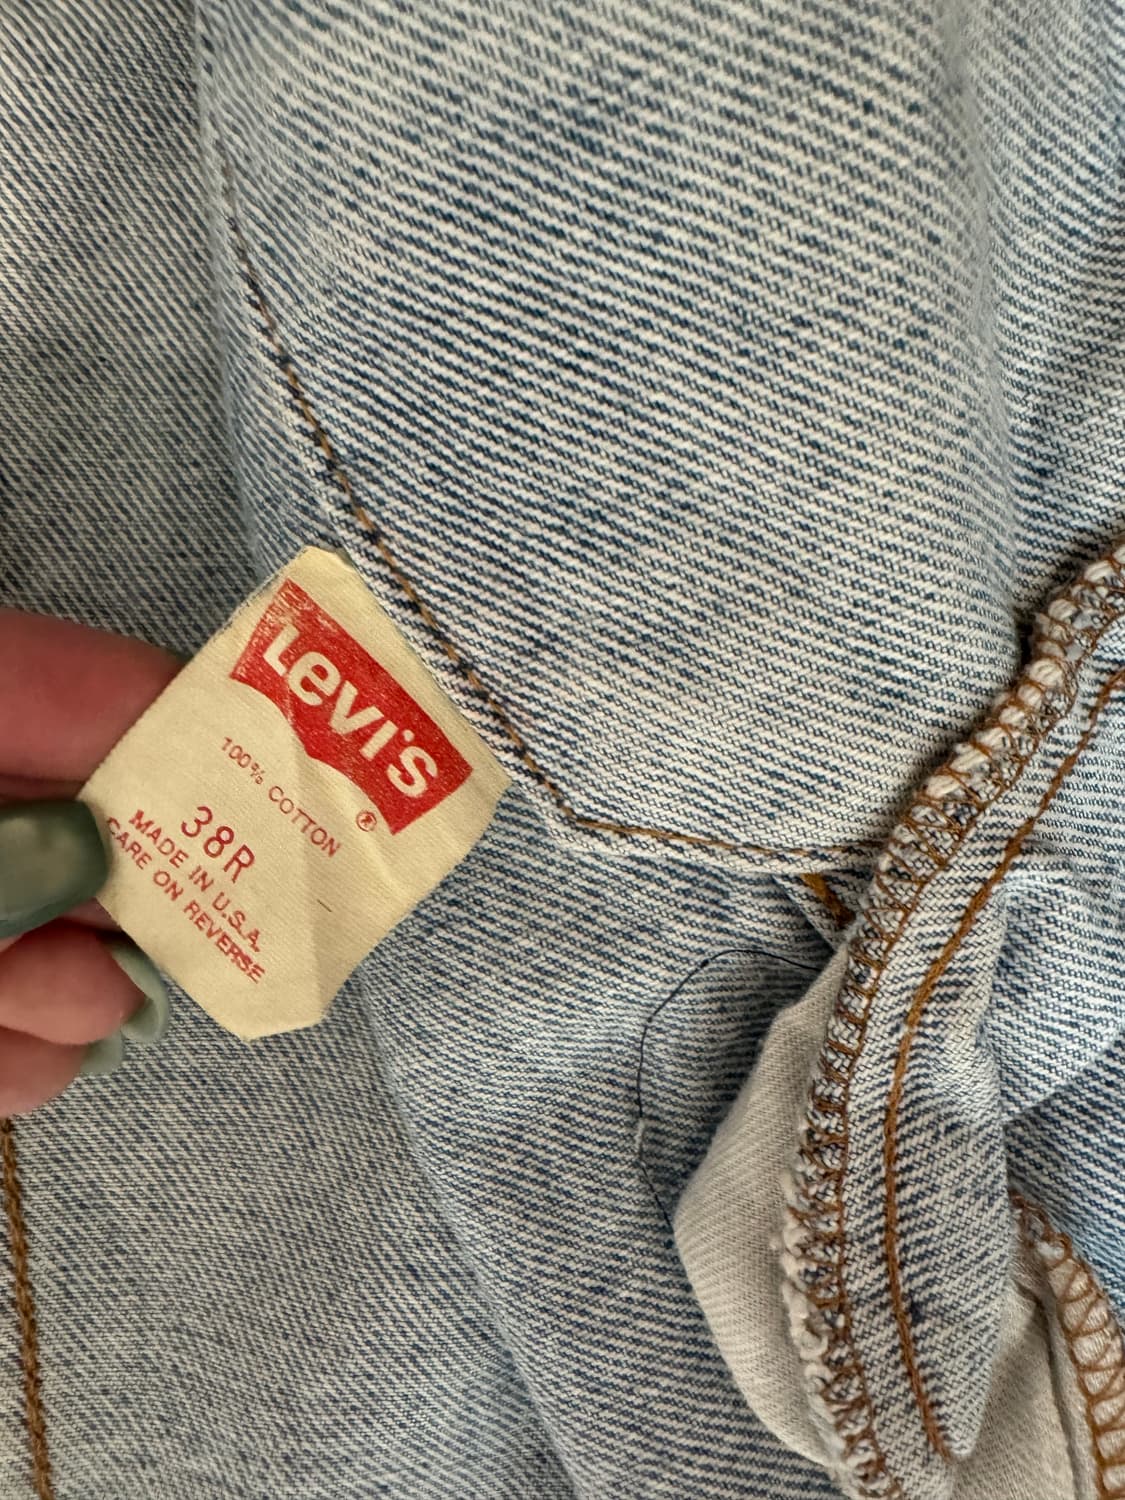 Levi's ®
100% COTTON
38R
MADE IN U.S.A.
CARE ON REVERSE